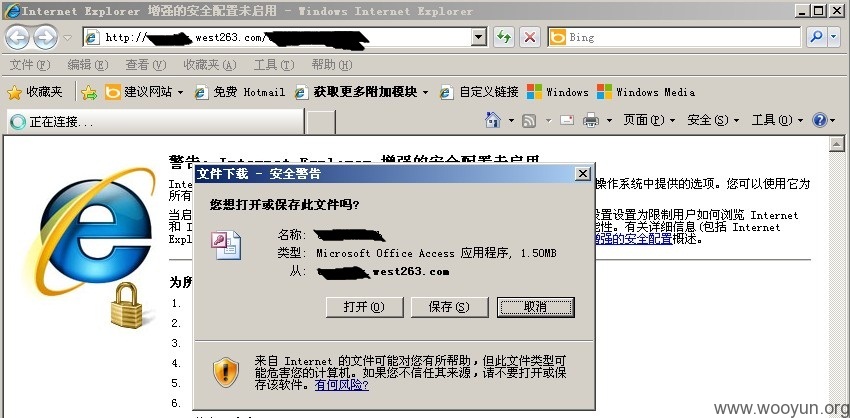 Internet Explorer 增强的安全配置未启用 - Windows Internet Explorer
http:// west263.com/
Bing
文件(F) 编辑(E) 查看(V) 收藏夹(A) 工具(T) 帮助(H)
收藏夹 建议网站 免费 Hotmail 获取更多附加模块 自定义链接 Windows Windows Media
正在连接... 页面(P) 安全(S) 工具(O)
警告: Internet Explorer 增强的安全配置未启用
文件下载 - 安全警告
Inte 操作系统中提供的选项。您可以使用它为
所有
您想打开或保存此文件吗?
当启 设置设置为限制用户如何浏览 Internet
和 I 能性。有关详细信息(包括 Internet
Expl 增强的安全配置概述。
名称:
类型: Microsoft Office Access 应用程序, 1.50MB
从: west263.com
为所
1.
打开(O) 保存(S) 取消
2.
3.
4.
5.
6.
来自 Internet 的文件可能对您有所帮助,但此文件类型可
能危害您的计算机。如果您不信任其来源,请不要打开或保
存该软件。有何风险?
www.wooyun.org